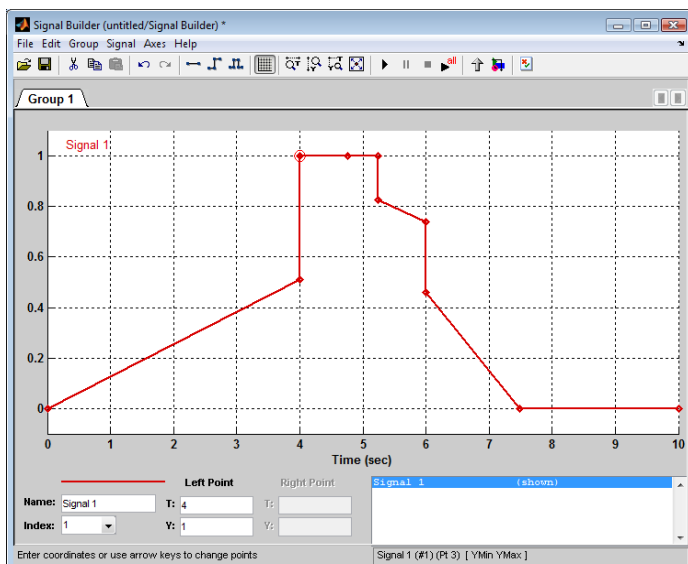 Signal Builder (untitled/Signal Builder) *
File Edit Group Signal Axes Help
all
Group 1
Signal 1
1
0.8
0.6
0.4
0.2
0
0 1 2 3 4 5 6 7 8 9 10
Time (sec)
Left Point Right Point
Name: Signal 1 T: 4 T:
Index: 1 Y: 1 Y:
Signal 1 (shown)
Enter coordinates or use arrow keys to change points
Signal 1 (#1) (Pt 3) [ YMin YMax ]